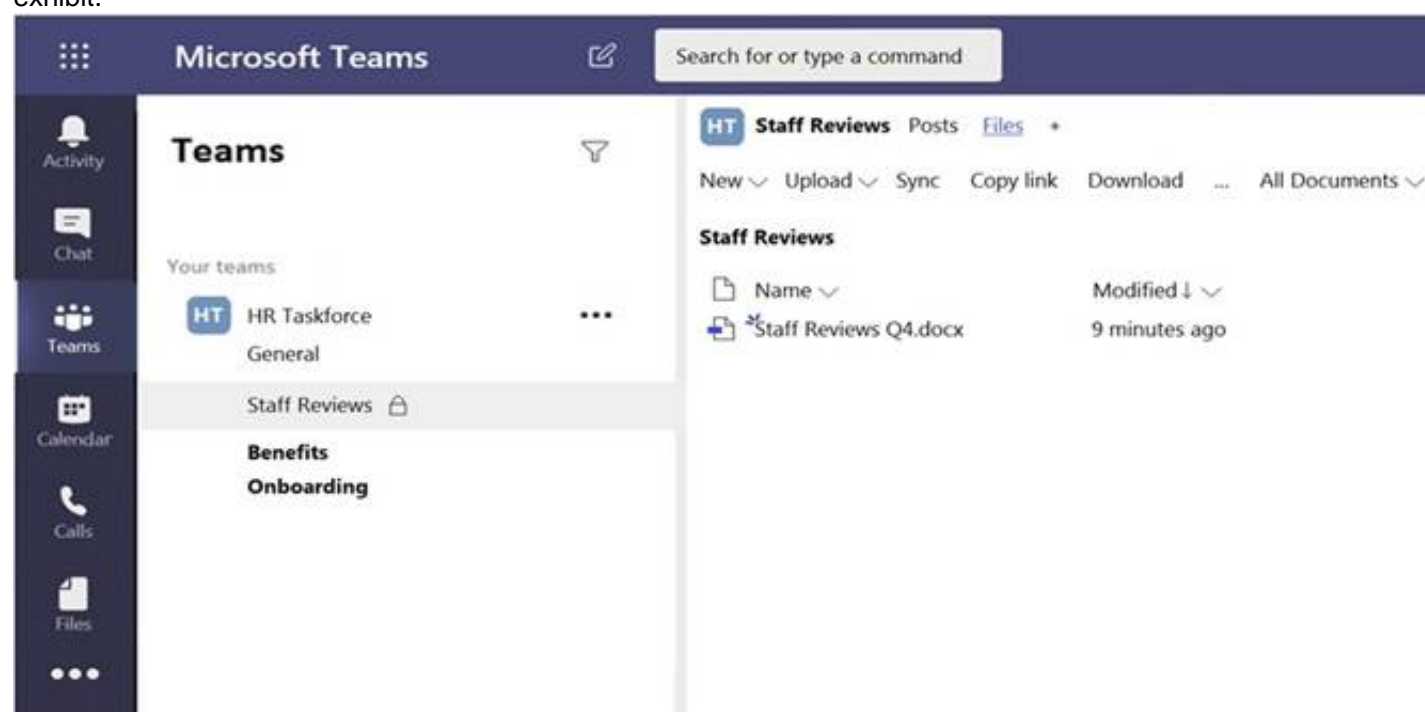 exhibit.
Microsoft Teams
Search for or type a command
Activity
Chat
Teams
Calendar
Calls
Files
Teams
Your teams
HT HR Taskforce
General
Staff Reviews
Benefits
Onboarding
HT Staff Reviews Posts Files +
New Upload Sync Copy link Download ... All Documents
Staff Reviews
Name Modified ↓
Staff Reviews Q4.docx 9 minutes ago